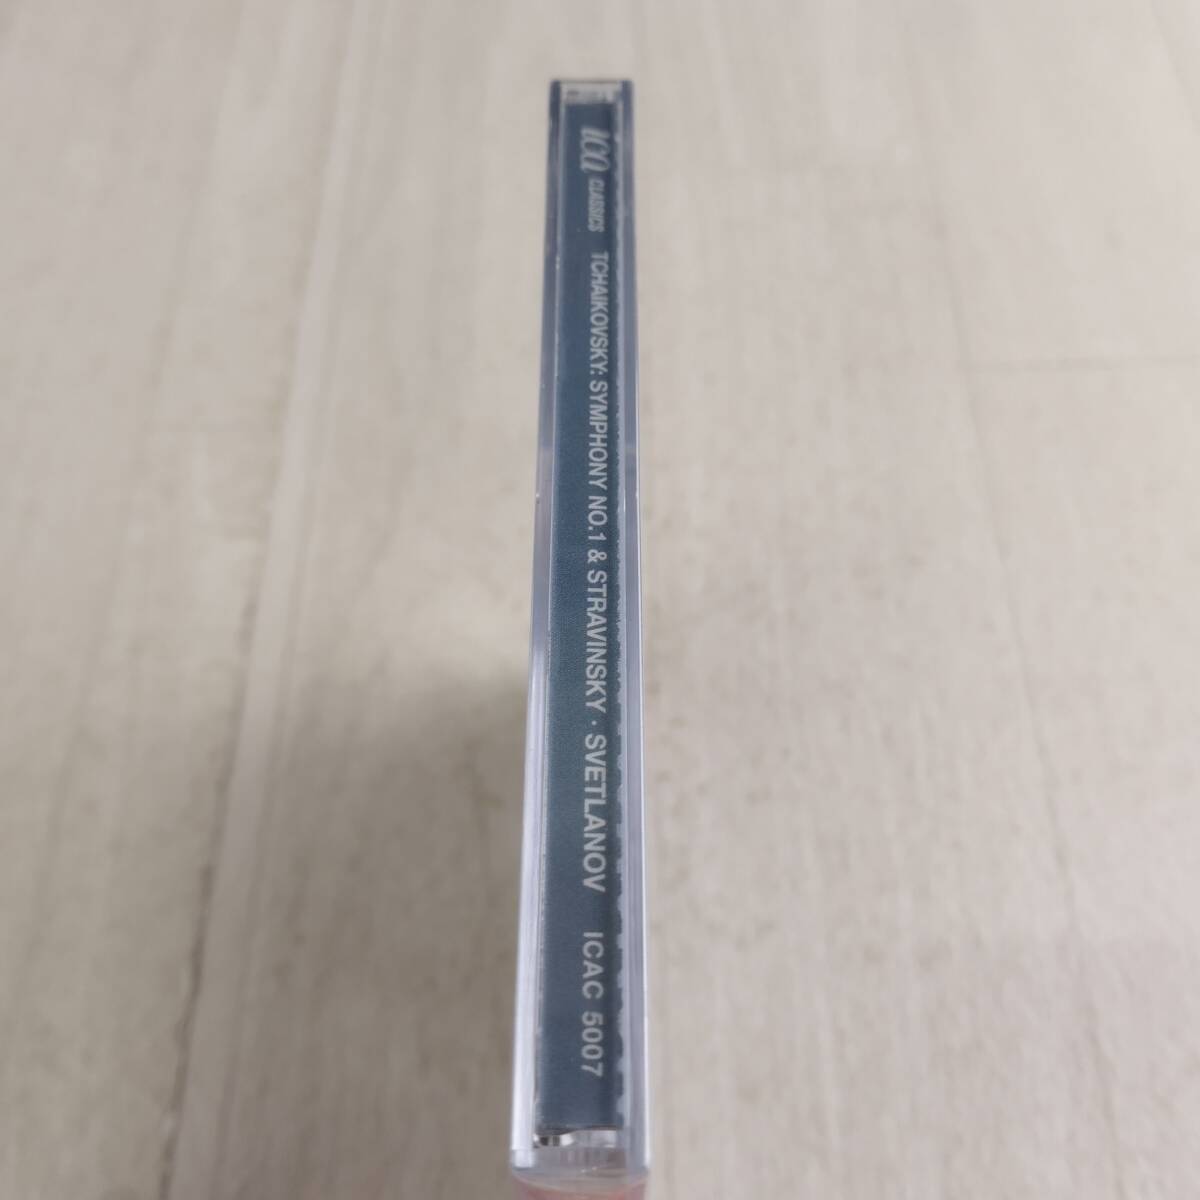 ica CLASSICS TCHAIKOVSKY: SYMPHONY NO.1 & STRAVINSKY · SVETLANOV ICAC 5007